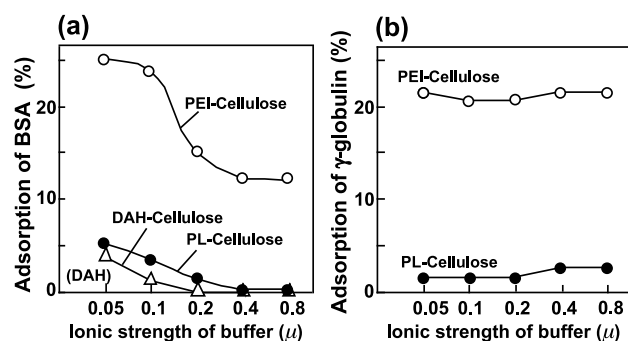 (a)
Adsorption of BSA (%)
20
10
0
PEI-Cellulose
DAH-Cellulose
PL-Cellulose
(DAH)
0.05 0.1 0.2 0.4 0.8
Ionic strength of buffer (μ)
(b)
Adsorption of γ-globulin (%)
20
10
0
PEI-Cellulose
PL-Cellulose
0.05 0.1 0.2 0.4 0.8
Ionic strength of buffer (μ)